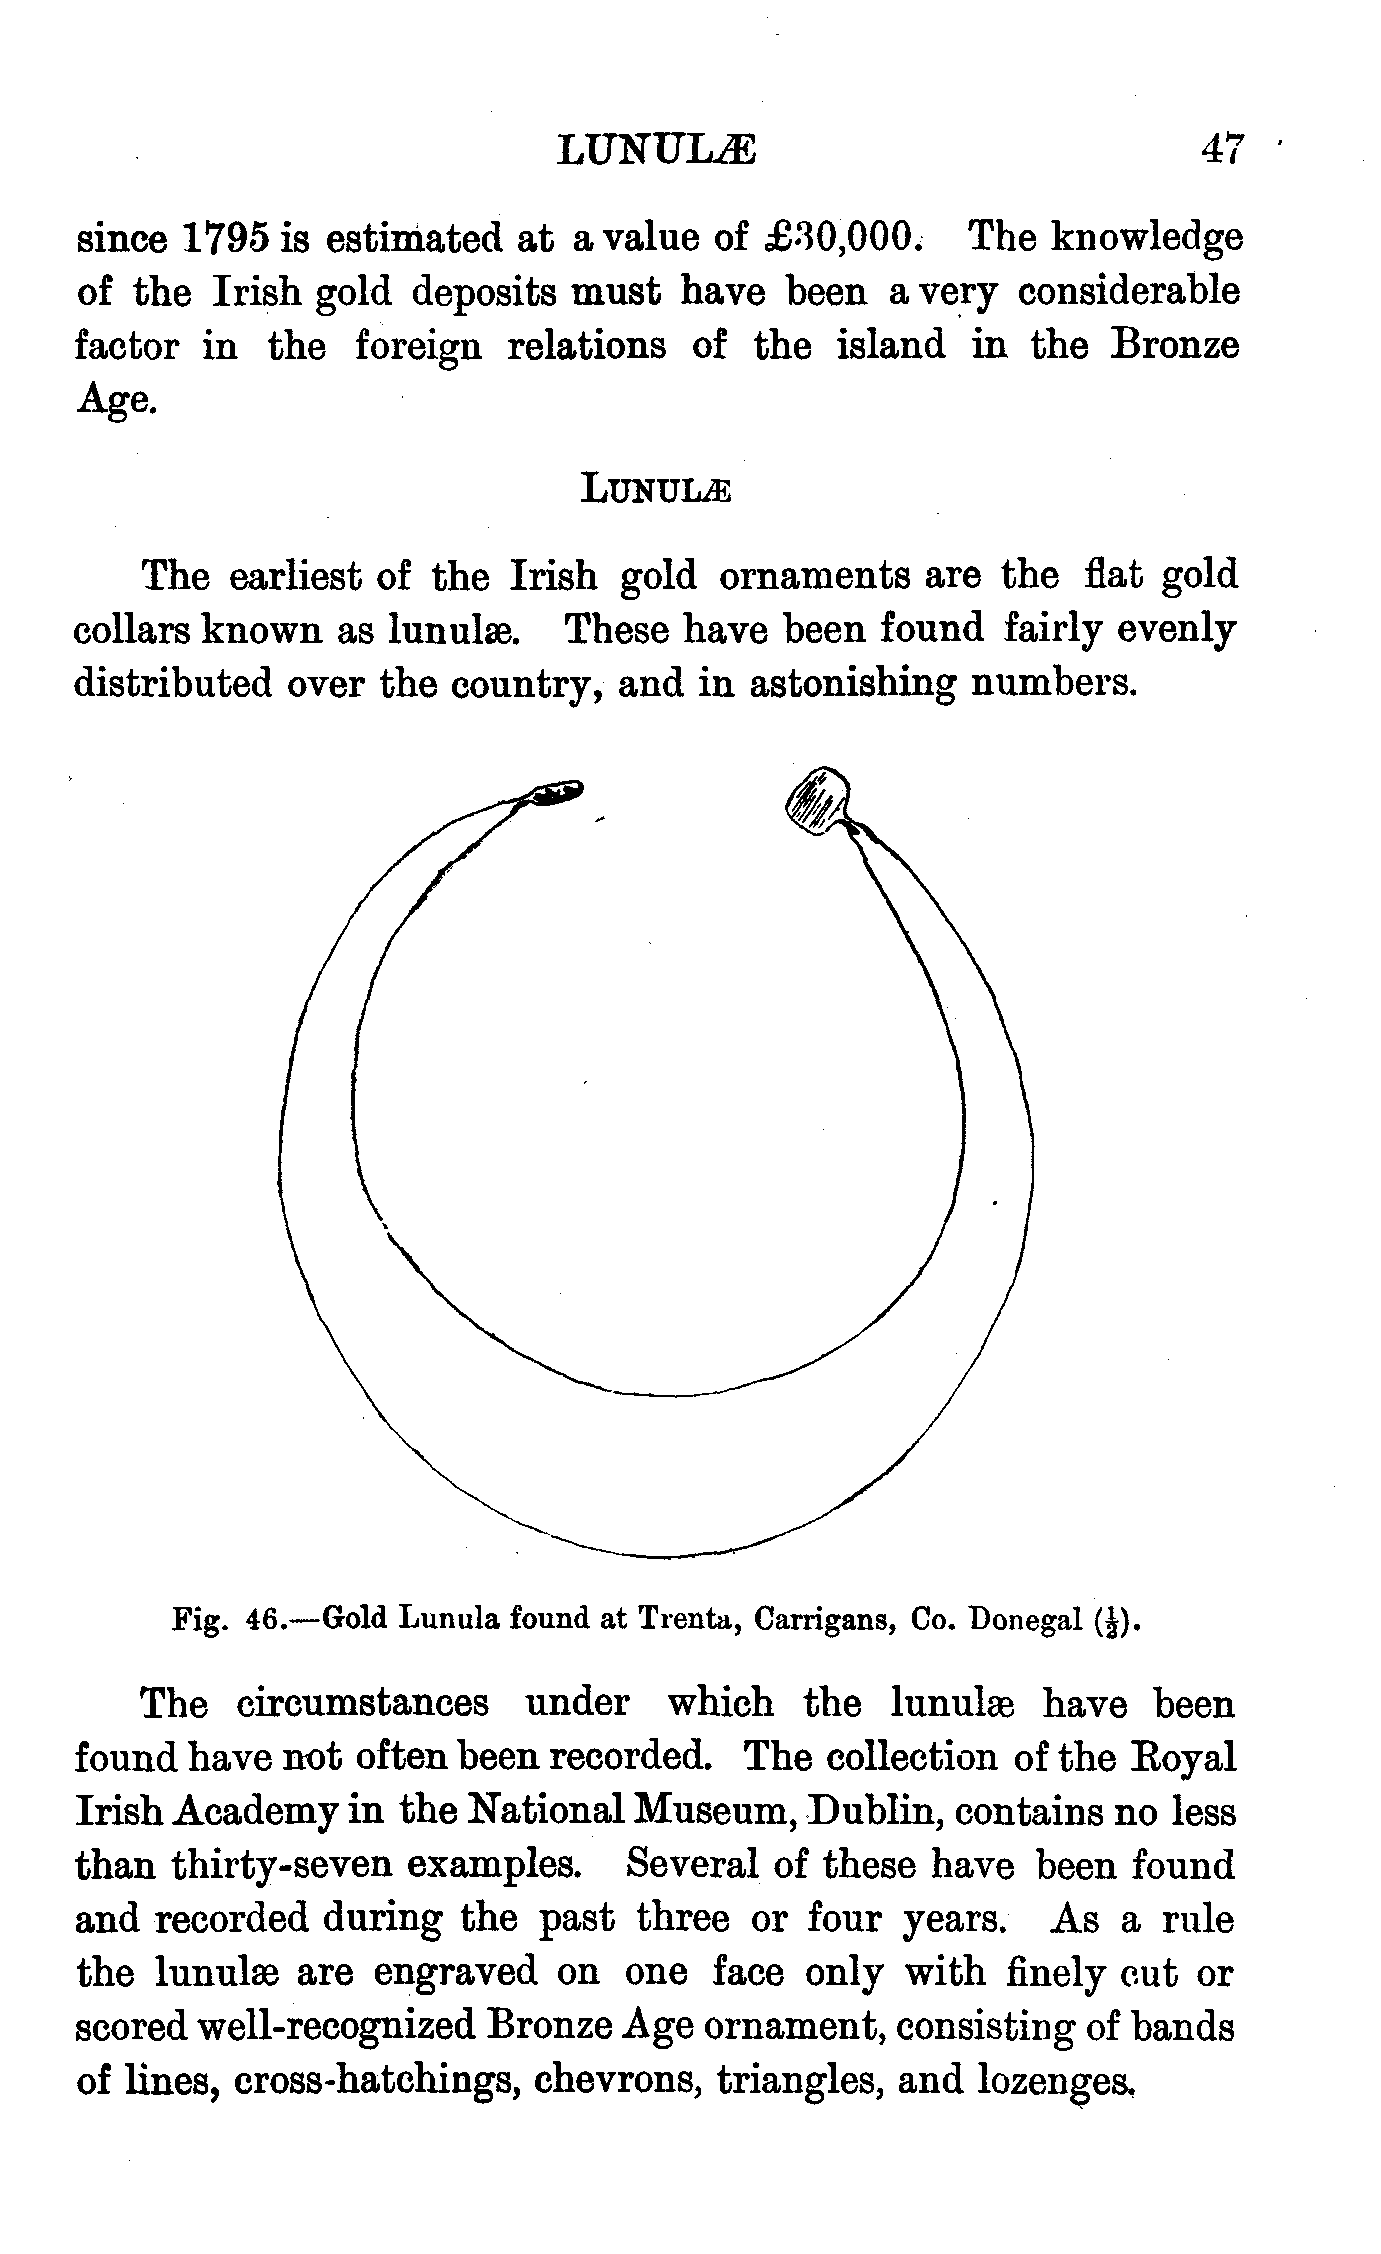 LUNULÆ 47
since 1795 is estimated at a value of £30,000. The knowledge
of the Irish gold deposits must have been a very considerable
factor in the foreign relations of the island in the Bronze
Age.
LUNULÆ
The earliest of the Irish gold ornaments are the flat gold
collars known as lunulæ. These have been found fairly evenly
distributed over the country, and in astonishing numbers.
Fig. 46.—Gold Lunula found at Trenta, Carrigans, Co. Donegal (½).
The circumstances under which the lunulæ have been
found have not often been recorded. The collection of the Royal
Irish Academy in the National Museum, Dublin, contains no less
than thirty-seven examples. Several of these have been found
and recorded during the past three or four years. As a rule
the lunulæ are engraved on one face only with finely cut or
scored well-recognized Bronze Age ornament, consisting of bands
of lines, cross-hatchings, chevrons, triangles, and lozenges.